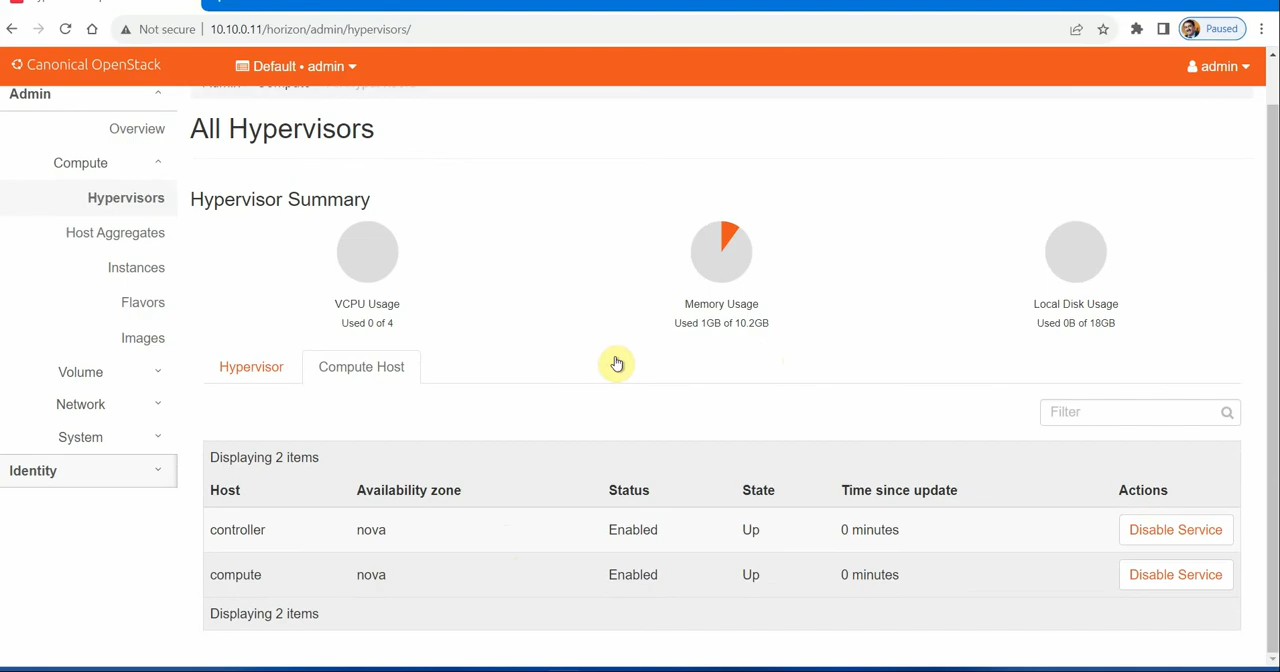 Paused
Not secure
10.10.0.11/horizon/admin/hypervisors/
Canonical OpenStack
Default • admin
admin
Admin
Overview
Compute
Hypervisors
Host Aggregates
Instances
Flavors
Images
Volume
Network
System
Identity
All Hypervisors
Hypervisor Summary
VCPU Usage
Used 0 of 4
Memory Usage
Used 1GB of 10.2GB
Local Disk Usage
Used 0B of 18GB
Hypervisor
Compute Host
Filter
Displaying 2 items
Host Availability zone Status State Time since update Actions
controller nova Enabled Up 0 minutes Disable Service
compute nova Enabled Up 0 minutes Disable Service
Displaying 2 items